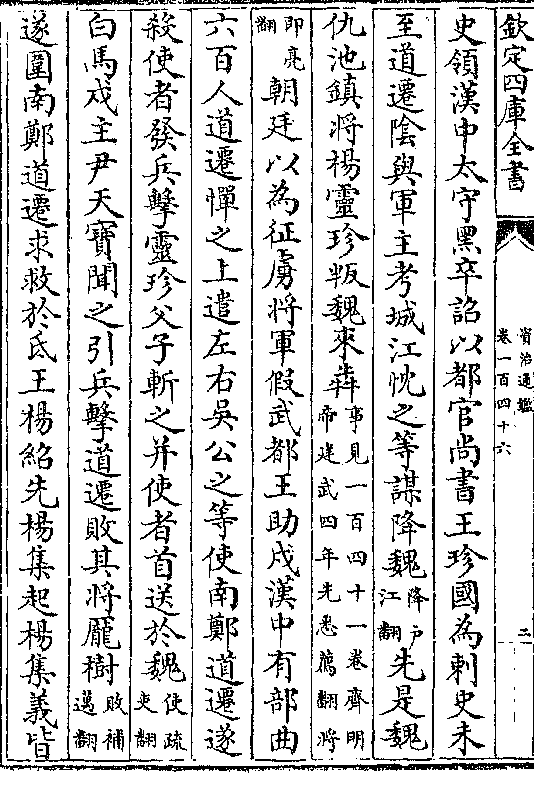 欽定四庫全書
資治通鑑
卷一百四十六
二
史領漢中太守黑卒詔以都官尚書王珍國為刺史未
至道遷陰與軍主考城江忱之等謀降魏降户江翻先是魏
仇池鎮將楊靈珍叛魏來奔事見一百四十一卷齊明帝建武四年先悉薦翻將
即亮翻朝廷以為征虜將軍假武都王助戍漢中有部曲
六百人道遷憚之上遣左右吳公之等使南鄭道遷遂
殺使者發兵擊靈珍父子斬之并使者首送於魏使疏吏翻
白馬戍主尹天寶聞之引兵擊道遷敗其將龎樹敗補邁翻
遂圍南鄭道遷求救於氐王楊紹先楊集起楊集義皆